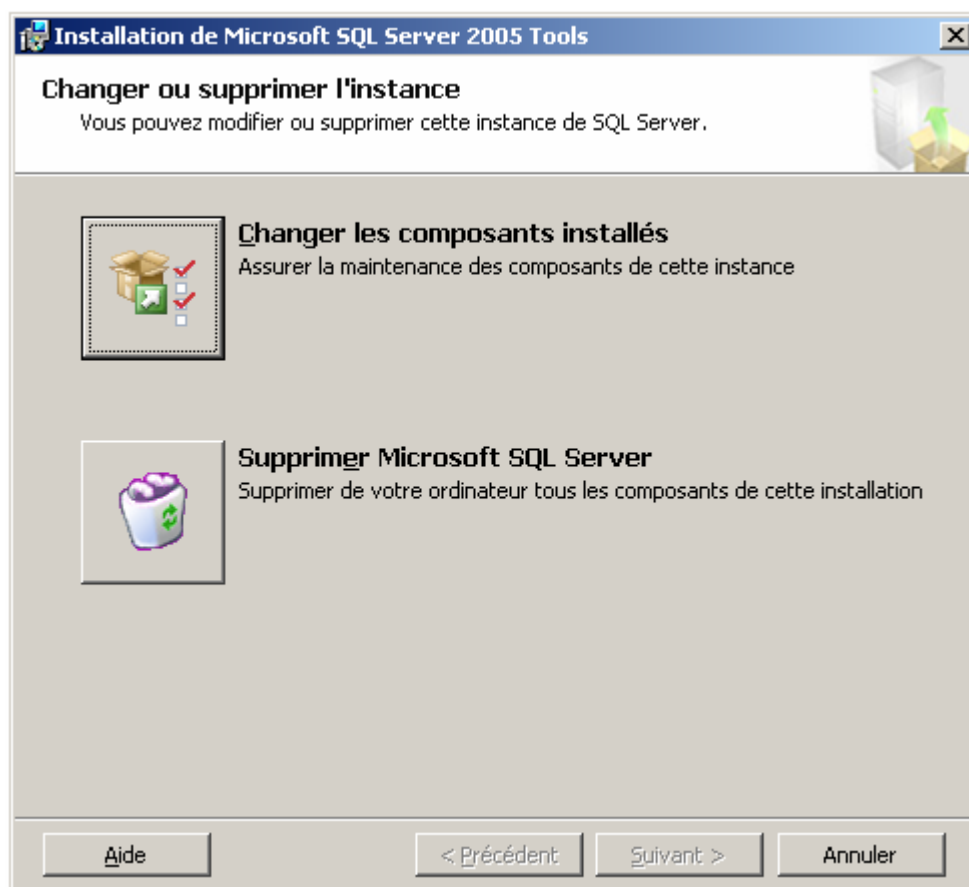 Installation de Microsoft SQL Server 2005 Tools
Changer ou supprimer l'instance
Vous pouvez modifier ou supprimer cette instance de SQL Server.
Changer les composants installés
Assurer la maintenance des composants de cette instance
Supprimer Microsoft SQL Server
Supprimer de votre ordinateur tous les composants de cette installation
Aide
< Précédent
Suivant >
Annuler